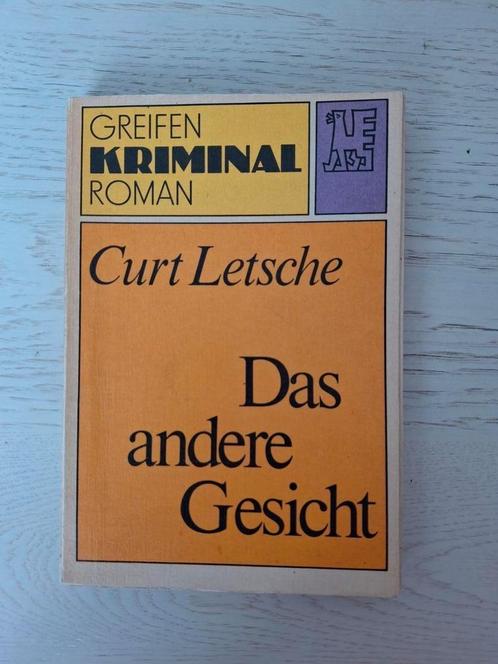 GREIFEN
KRIMINAL
ROMAN
Curt Letsche
Das
andere
Gesicht